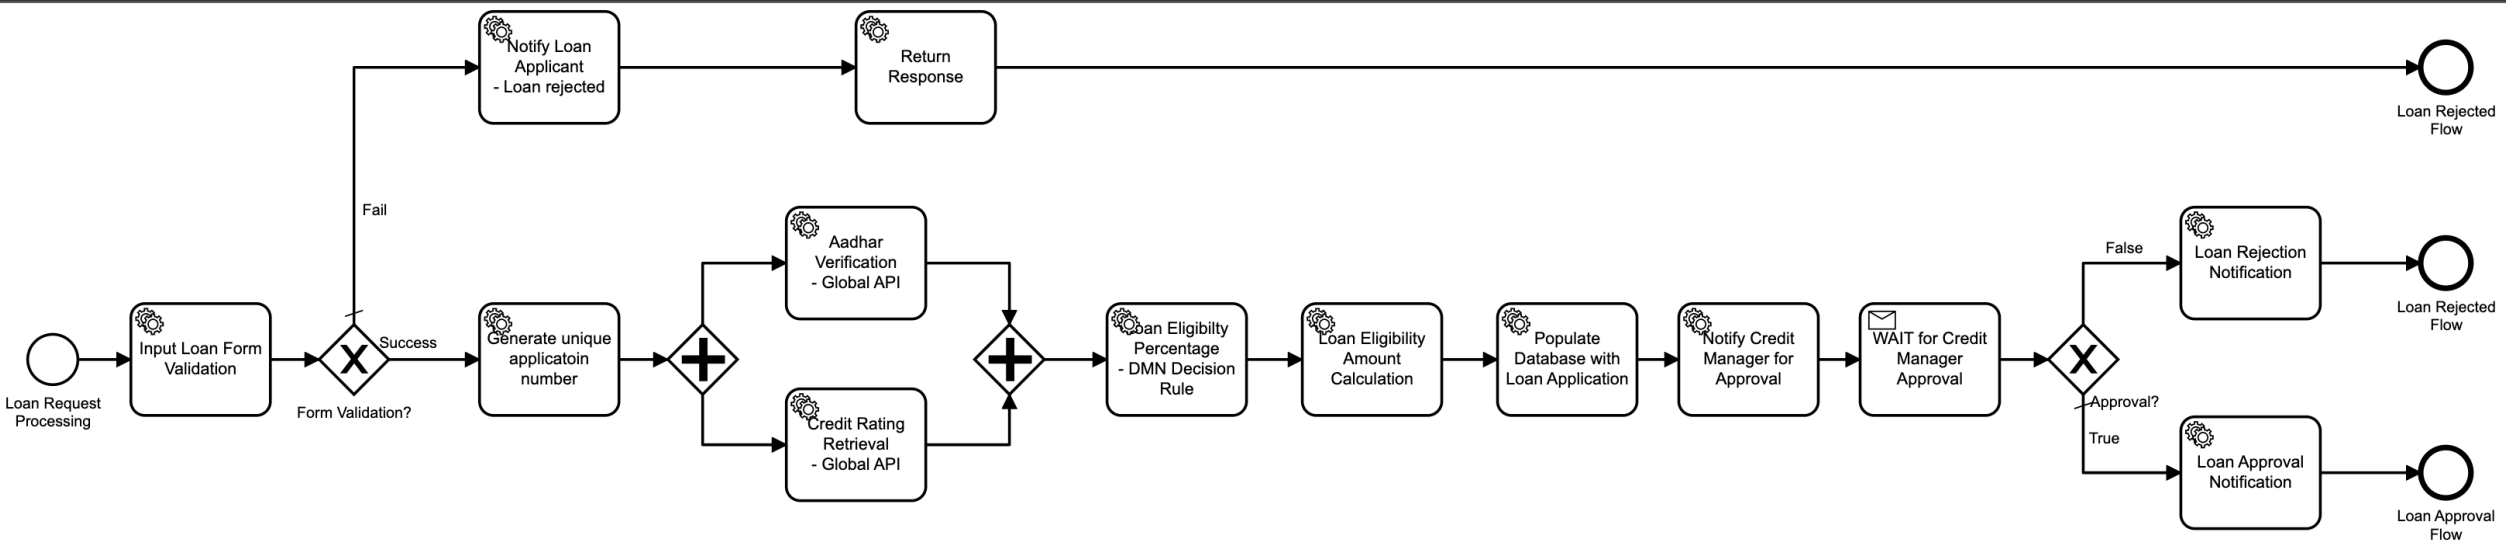 Notify Loan
Applicant
- Loan rejected
Return
Response
Loan Rejected
Flow
Fail
Loan Request
Processing
Input Loan Form
Validation
Form Validation?
Success
Generate unique
applicatoin
number
Aadhar
Verification
- Global API
Credit Rating
Retrieval
- Global API
Loan Eligibilty
Percentage
- DMN Decision
Rule
Loan Eligibility
Amount
Calculation
Populate
Database with
Loan Application
Notify Credit
Manager for
Approval
WAIT for Credit
Manager
Approval
Approval?
False
Loan Rejection
Notification
Loan Rejected
Flow
True
Loan Approval
Notification
Loan Approval
Flow